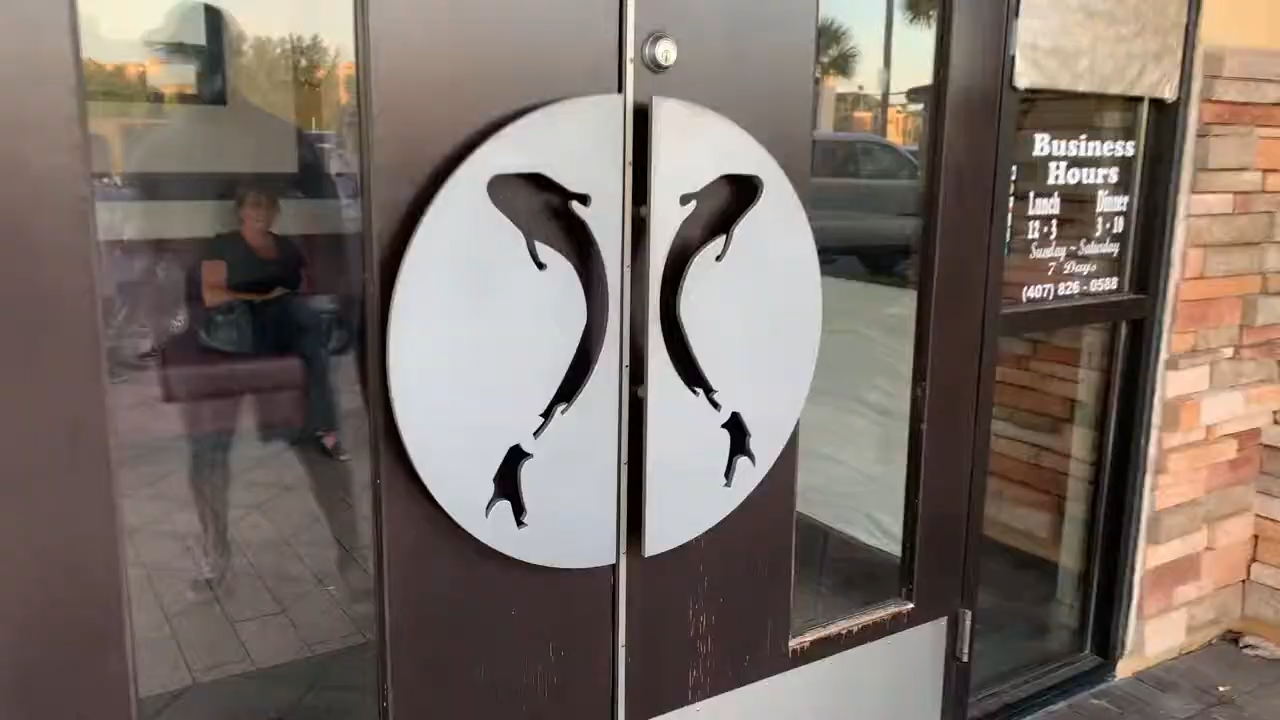 Business
Hours
Lunch Dinner
12 - 3 3 - 10
Sunday ~ Saturday
7 Days
(407) 826 - 0588